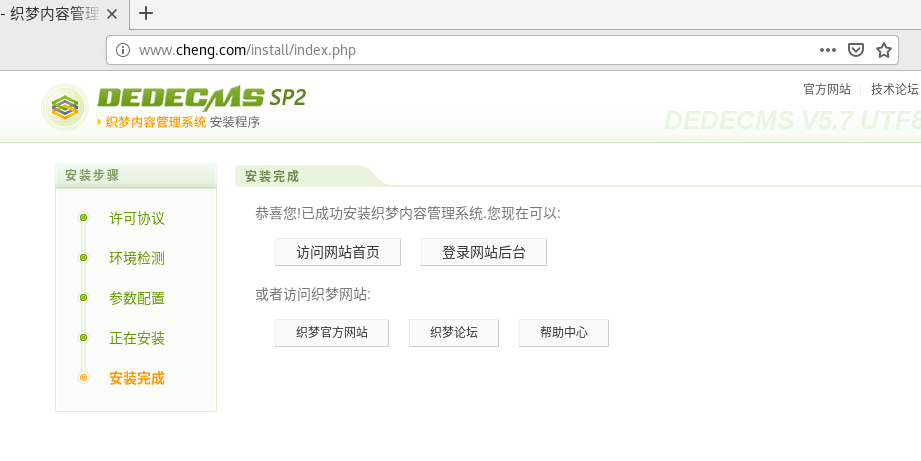 - 织梦内容管理
www.cheng.com/install/index.php
DEDECMS SP2
织梦内容管理系统 安装程序
官方网站 技术论坛
DEDECMS V5.7 UTF8
安装步骤
许可协议
环境检测
参数配置
正在安装
安装完成
安装完成
恭喜您!已成功安装织梦内容管理系统.您现在可以:
访问网站首页 登录网站后台
或者访问织梦网站:
织梦官方网站 织梦论坛 帮助中心